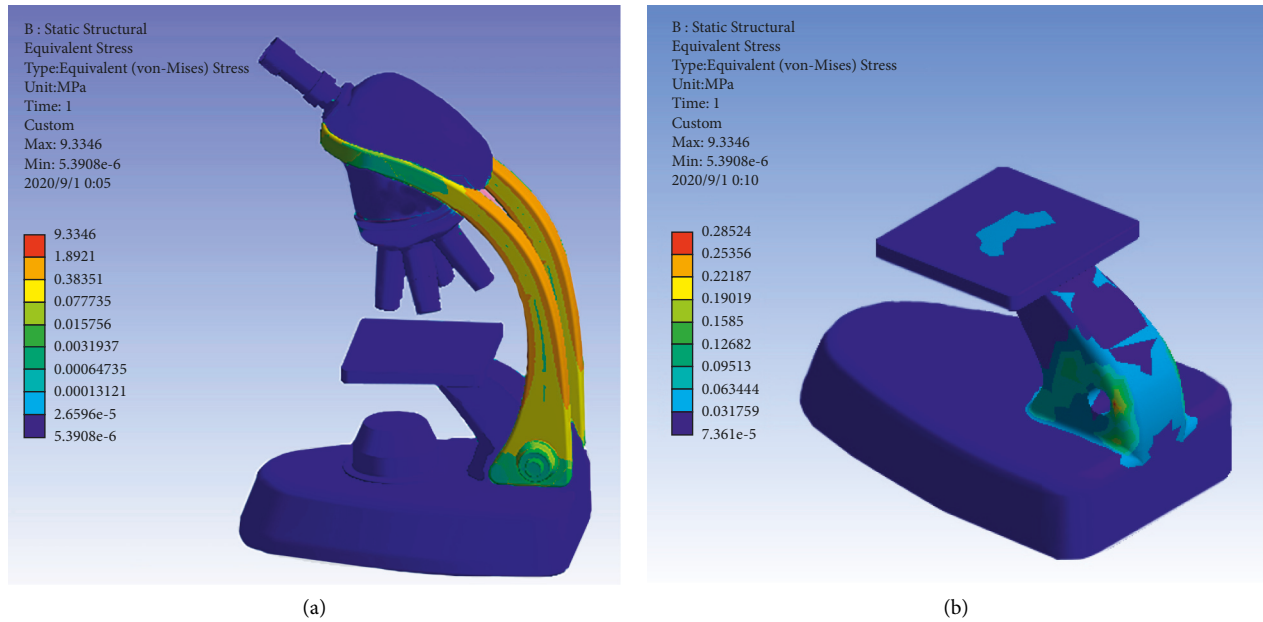 B : Static Structural
Equivalent Stress
Type:Equivalent (von-Mises) Stress
Unit:MPa
Time: 1
Custom
Max: 9.3346
Min: 5.3908e-6
2020/9/1 0:05
9.3346
1.8921
0.38351
0.077735
0.015756
0.0031937
0.00064735
0.00013121
2.6596e-5
5.3908e-6
(a)
B : Static Structural
Equivalent Stress
Type:Equivalent (von-Mises) Stress
Unit:MPa
Time: 1
Custom
Max: 9.3346
Min: 5.3908e-6
2020/9/1 0:10
0.28524
0.25356
0.22187
0.19019
0.1585
0.12682
0.09513
0.063444
0.031759
7.361e-5
(b)